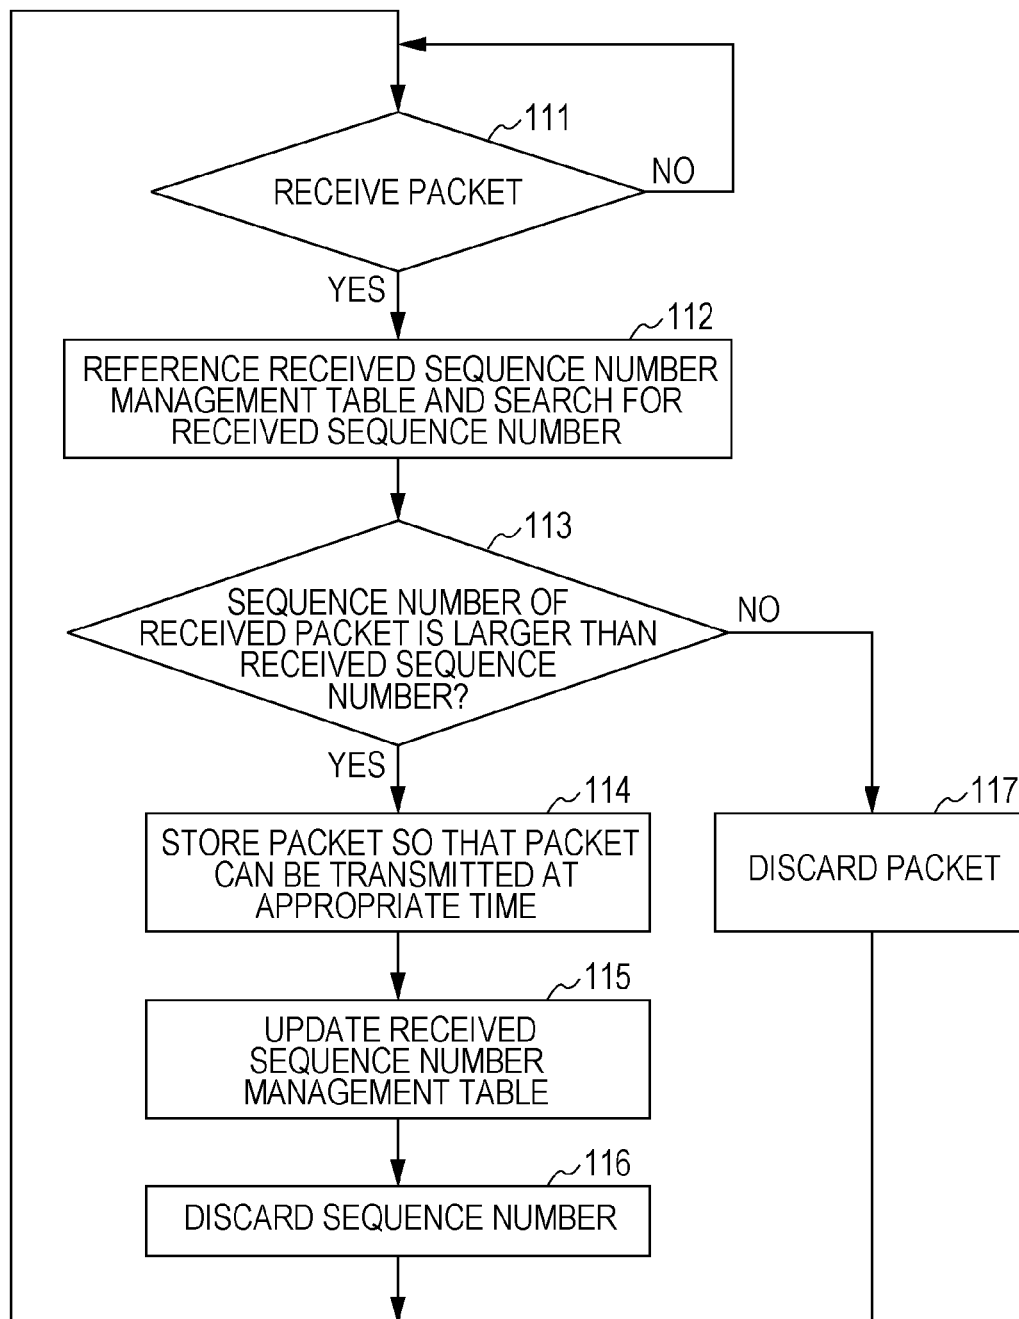 111
RECEIVE PACKET
NO
YES
112
REFERENCE RECEIVED SEQUENCE NUMBER
MANAGEMENT TABLE AND SEARCH FOR
RECEIVED SEQUENCE NUMBER
113
SEQUENCE NUMBER OF
RECEIVED PACKET IS LARGER THAN
RECEIVED SEQUENCE
NUMBER?
NO
YES
114
STORE PACKET SO THAT PACKET
CAN BE TRANSMITTED AT
APPROPRIATE TIME
117
DISCARD PACKET
115
UPDATE RECEIVED
SEQUENCE NUMBER
MANAGEMENT TABLE
116
DISCARD SEQUENCE NUMBER